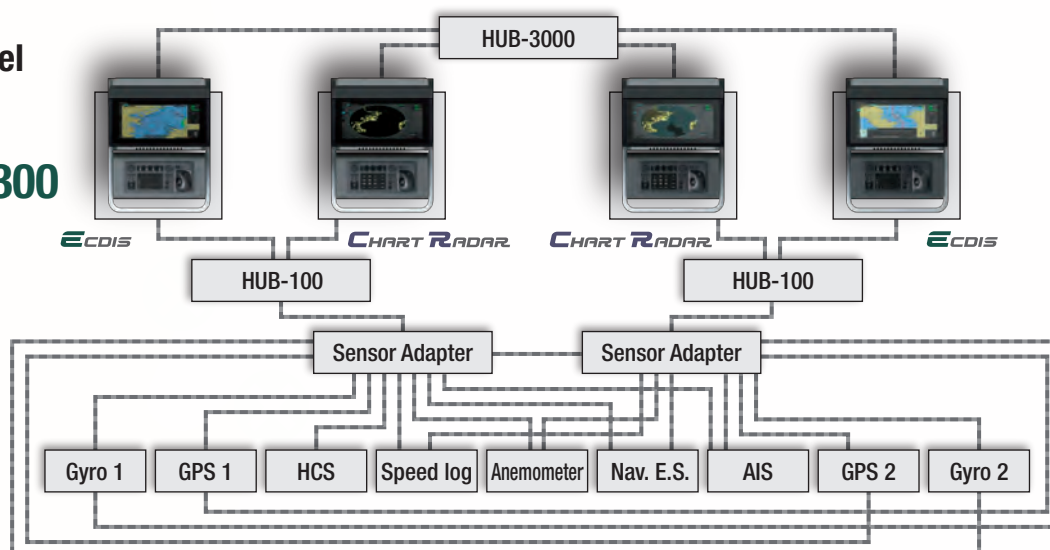 HUB-3000
el
300
ECDIS
CHART RADAR
CHART RADAR
ECDIS
HUB-100
HUB-100
Sensor Adapter
Sensor Adapter
Gyro 1
GPS 1
HCS
Speed log
Anemometer
Nav. E.S.
AIS
GPS 2
Gyro 2